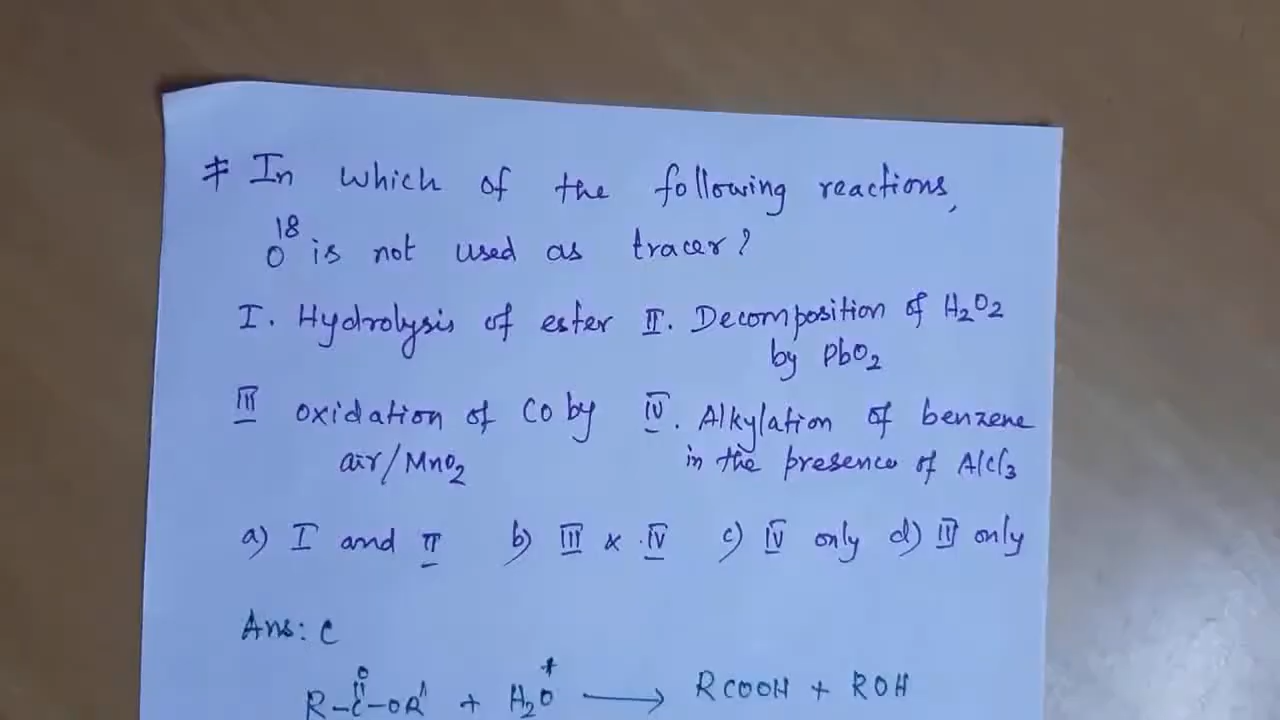 # In which of the following reactions,
O18 is not used as tracer?
I. Hydrolysis of ester II. Decomposition of H2O2
by PbO2
III oxidation of CO by IV. Alkylation of benzene
air/MnO2 in the presence of AlCl3
a) I and II b) III & IV c) IV only d) II only
Ans: C
R-C(=O)-OR' + H2O* → RCOOH + ROH